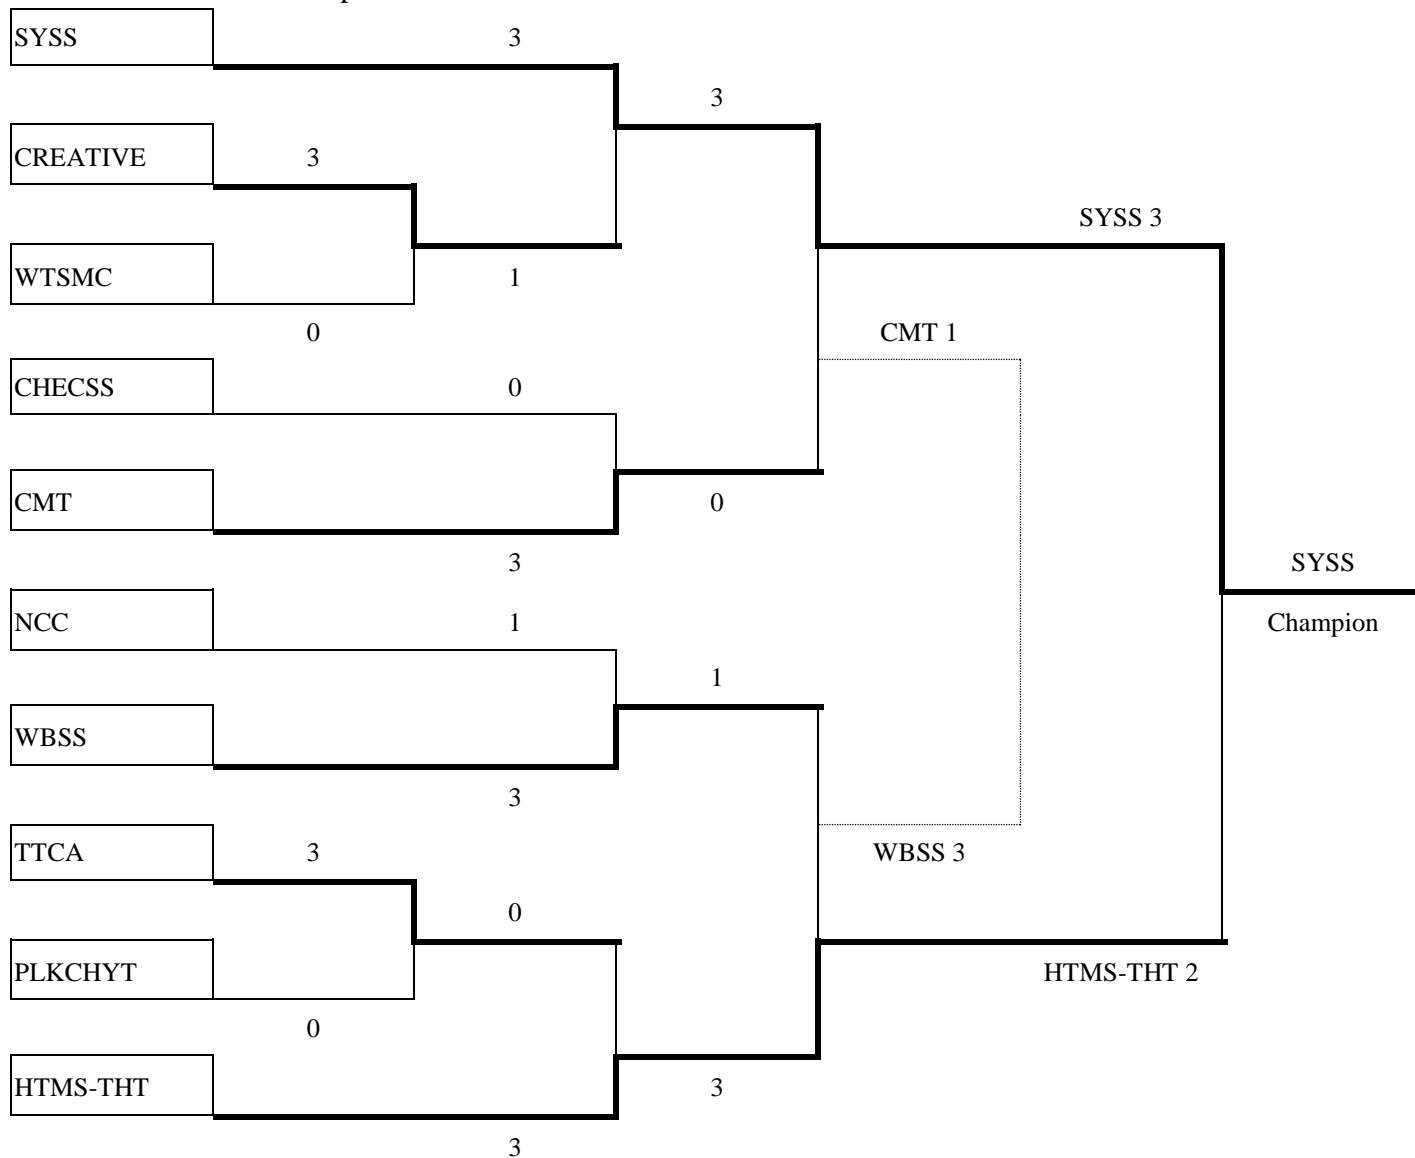 SYSS
3
3
CREATIVE
3
SYSS 3
WTSMC
1
0
CMT 1
CHECSS
0
CMT
0
3
SYSS
NCC
1
Champion
1
WBSS
3
TTCA
3
WBSS 3
0
PLKCHYT
HTMS-THT 2
0
HTMS-THT
3
3